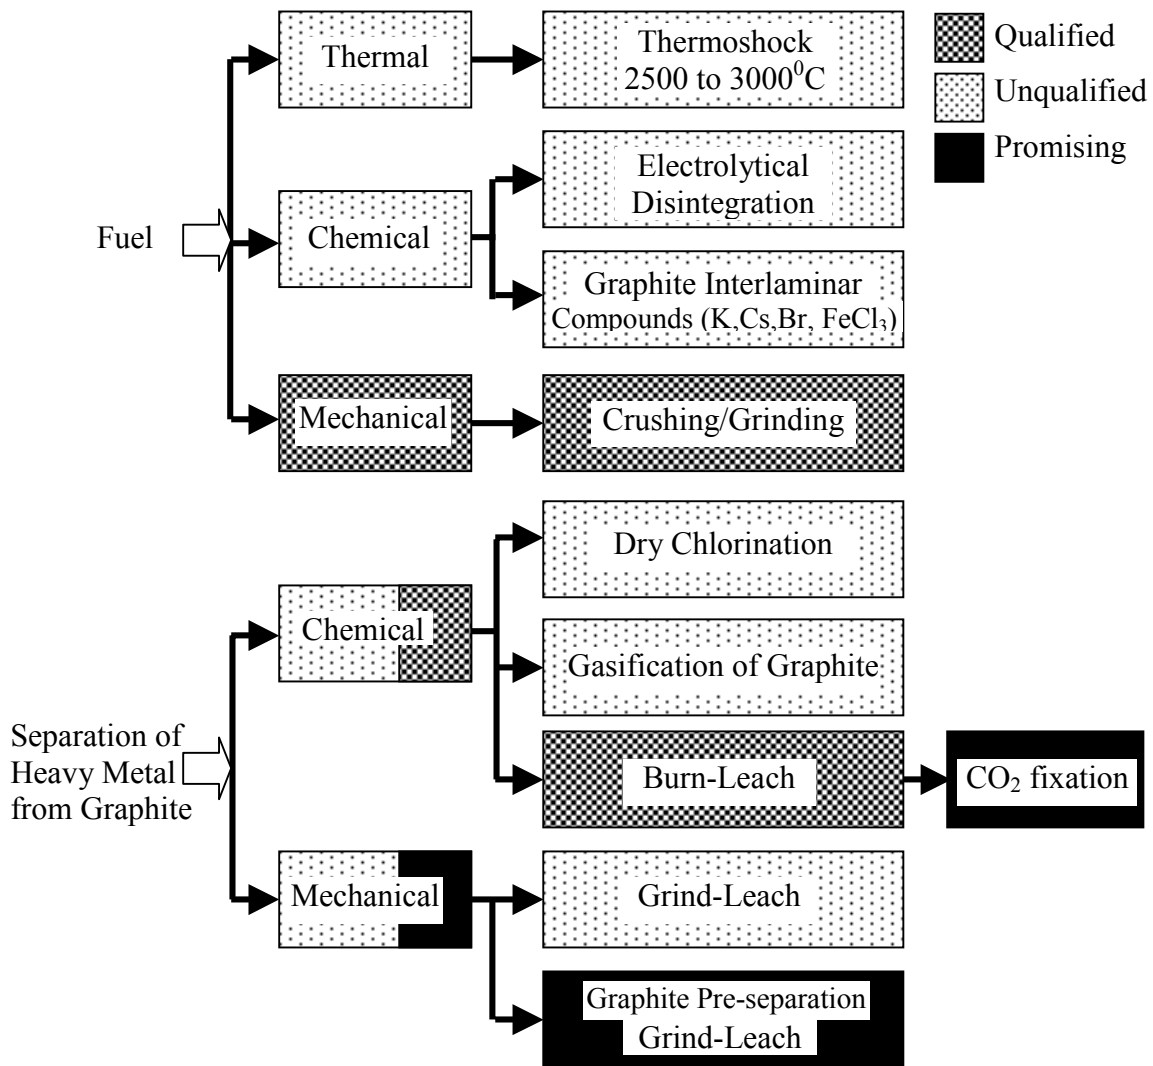 Thermal
Thermoshock
2500 to 3000⁰C
Qualified
Unqualified
Promising
Fuel
Chemical
Electrolytical
Disintegration
Graphite Interlaminar
Compounds (K,Cs,Br, FeCl₃)
Mechanical
Crushing/Grinding
Separation of
Heavy Metal
from Graphite
Chemical
Dry Chlorination
Gasification of Graphite
Burn-Leach
CO₂ fixation
Mechanical
Grind-Leach
Graphite Pre-separation
Grind-Leach